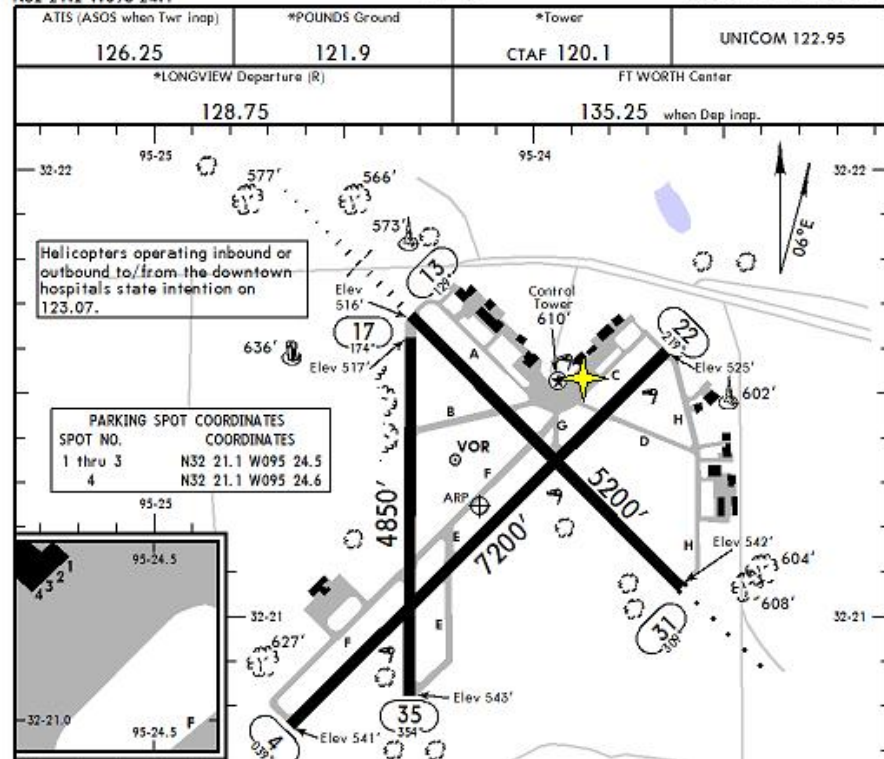 ATIS (ASOS when Twr inop)
126.25
*POUNDS Ground
121.9
*Tower
CTAF 120.1
UNICOM 122.95
*LONGVIEW Departure (R)
128.75
FT WORTH Center
135.25 when Dep inop.
95-25
95-24
32-22
32-22
577'
566'
573'
06°E
Helicopters operating inbound or
outbound to/from the downtown
hospitals state intention on
123.07.
13
129°
Elev
516'
Control
Tower
610'
17
174°
22
219°
636'
Elev 517'
A
C
Elev 525'
602'
H
PARKING SPOT COORDINATES
SPOT NO. COORDINATES
1 thru 3 N32 21.1 W095 24.5
4 N32 21.1 W095 24.6
B
G
D
VOR
F
ARP
5200'
4850'
7200'
95-25
E
Elev 542'
H
604'
608'
95-24.5
1
2
3
4
32-21
32-21
31
309°
F
E
627'
32-21.0
F
95-24.5
Elev 543'
35
354°
4
039°
Elev 541'